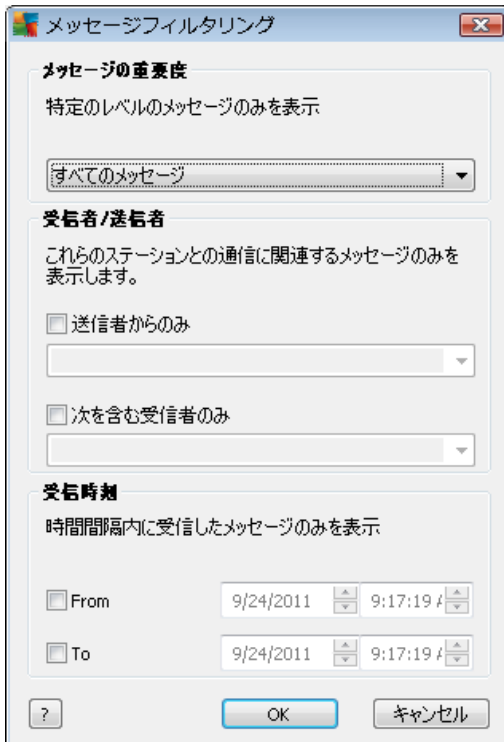 メッセージフィルタリング
メッセージの重要度
特定のレベルのメッセージのみを表示
すべてのメッセージ
受信者/送信者
これらのステーションとの通信に関連するメッセージのみを
表示します。
送信者からのみ
次を含む受信者のみ
受信時刻
時間間隔内に受信したメッセージのみを表示
From 9/24/2011 9:17:19
To 9/24/2011 9:17:19
? OK キャンセル